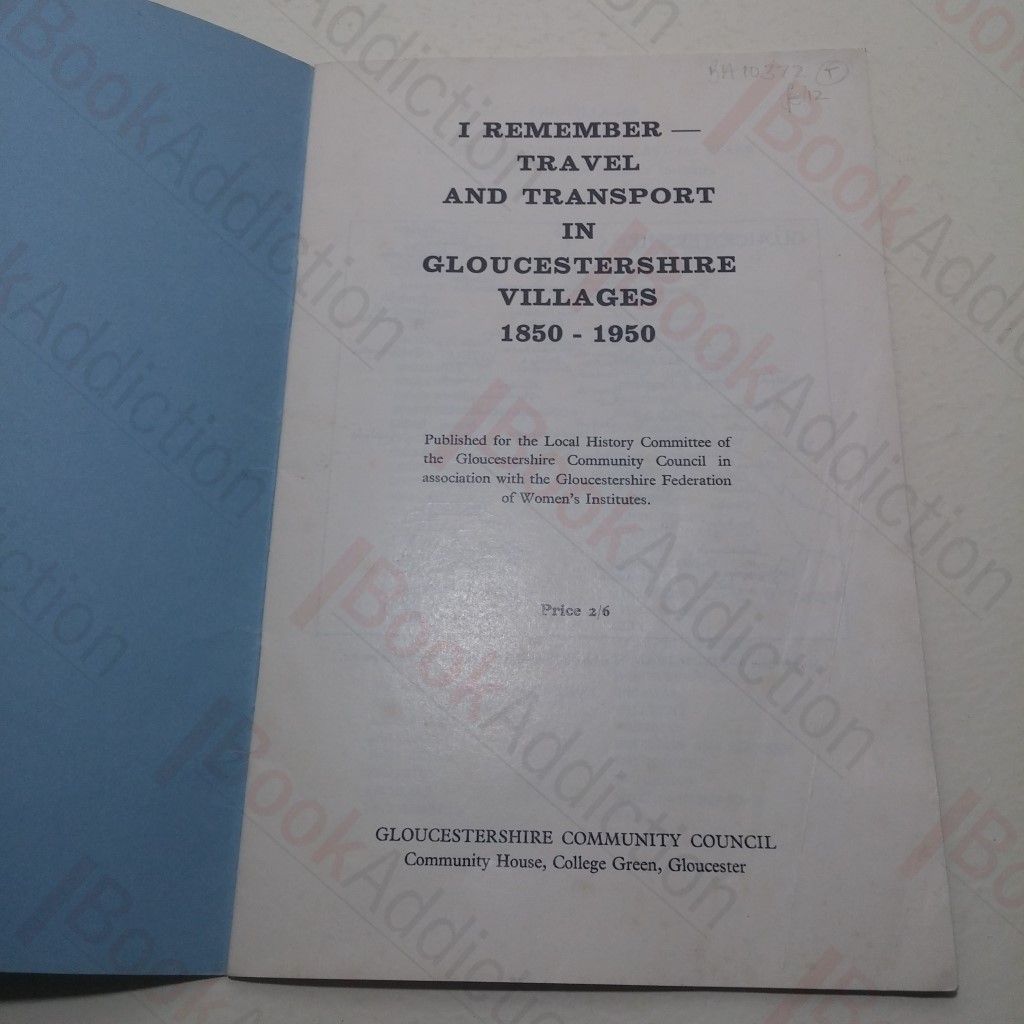 I REMEMBER —
TRAVEL
AND TRANSPORT
IN
GLOUCESTERSHIRE
VILLAGES
1850 - 1950
Published for the Local History Committee of
the Gloucestershire Community Council in
association with the Gloucestershire Federation
of Women's Institutes.
Price 2/6
GLOUCESTERSHIRE COMMUNITY COUNCIL
Community House, College Green, Gloucester
BookAddiction